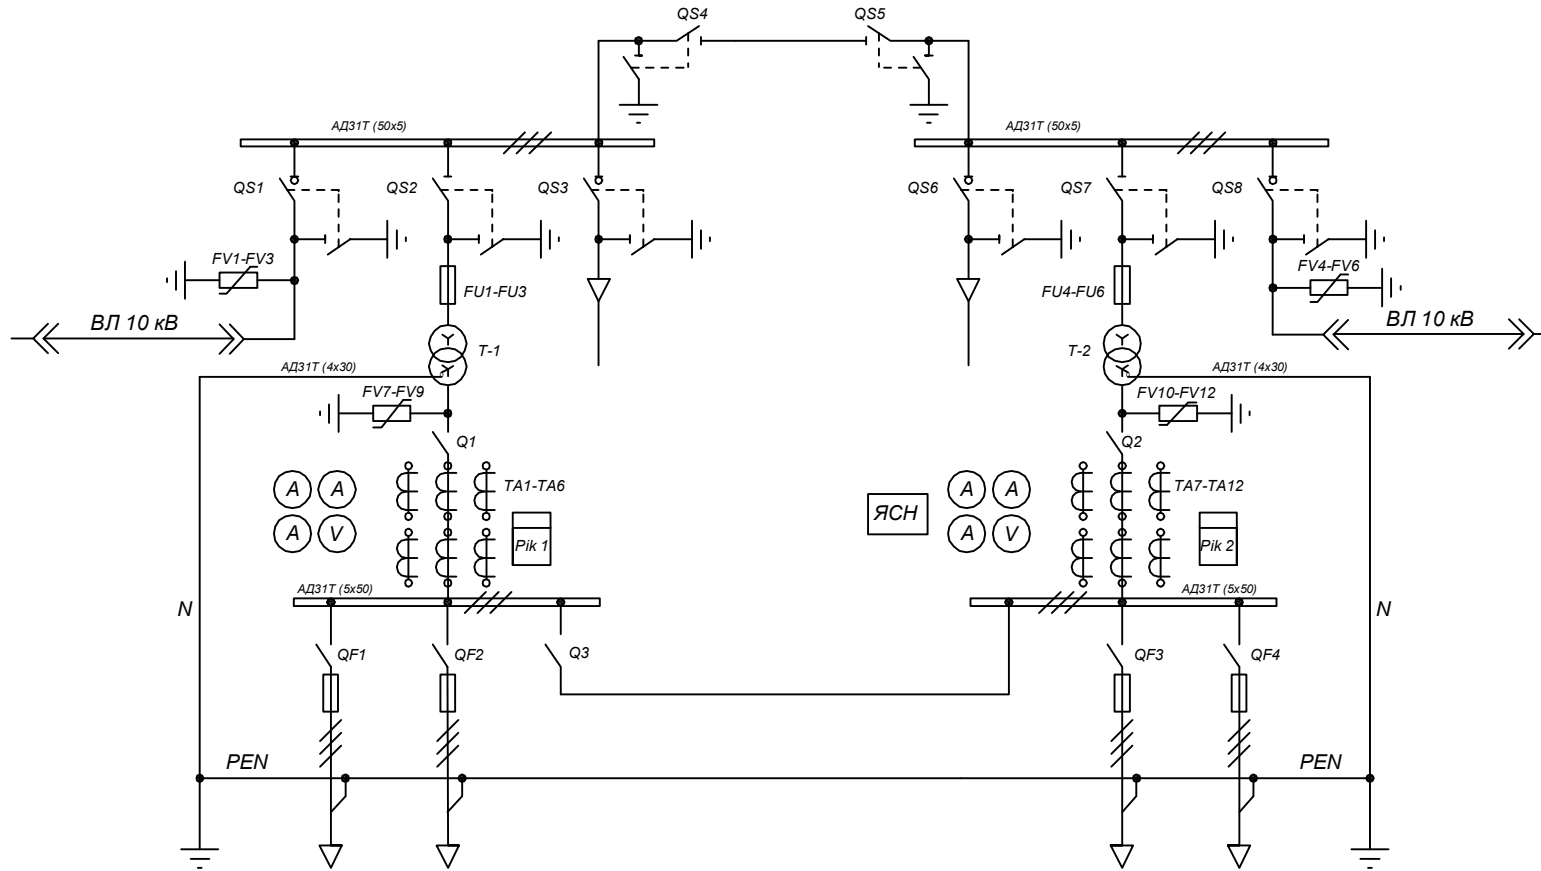 QS4
QS5
АД31Т (50х5)
АД31Т (50х5)
QS1
QS2
QS3
QS6
QS7
QS8
FV1-FV3
FV4-FV6
FU1-FU3
FU4-FU6
ВЛ 10 кВ
ВЛ 10 кВ
Т-1
Т-2
АД31Т (4х30)
АД31Т (4х30)
FV7-FV9
FV10-FV12
Q1
Q2
A
A
TA1-TA6
ЯСН
A
A
TA7-TA12
A
V
Pik 1
A
V
Pik 2
АД31Т (5х50)
АД31Т (5х50)
N
N
QF1
QF2
Q3
QF3
QF4
PEN
PEN